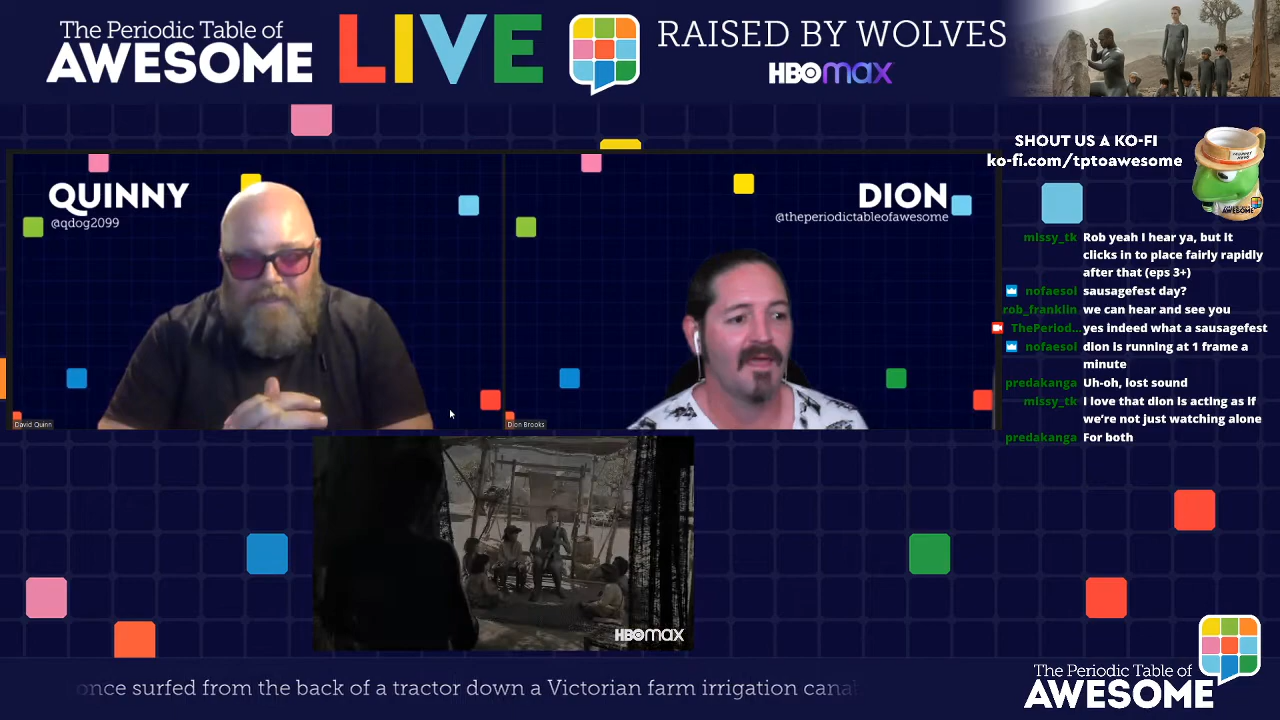 The Periodic Table of
AWESOME
LIVE
RAISED BY WOLVES
HBO max
SHOUT US A KO-FI
ko-fi.com/tptoawesome
QUINNY
@qdog2099
DION
@theperiodictableofawesome
David Quinn
Dion Brooks
missy_tk Rob yeah I hear ya, but it
clicks in to place fairly rapidly
after that (eps 3+)
nofaesol sausagefest day?
rob_franklin we can hear and see you
ThePeriod... yes indeed what a sausagefest
nofaesol dion is running at 1 frame a
minute
predakanga Uh-oh, lost sound
missy_tk I love that dion is acting as if
we're not just watching alone
predakanga For both
HBO max
once surfed from the back of a tractor down a Victorian farm irrigation cana
The Periodic Table of
AWESOME